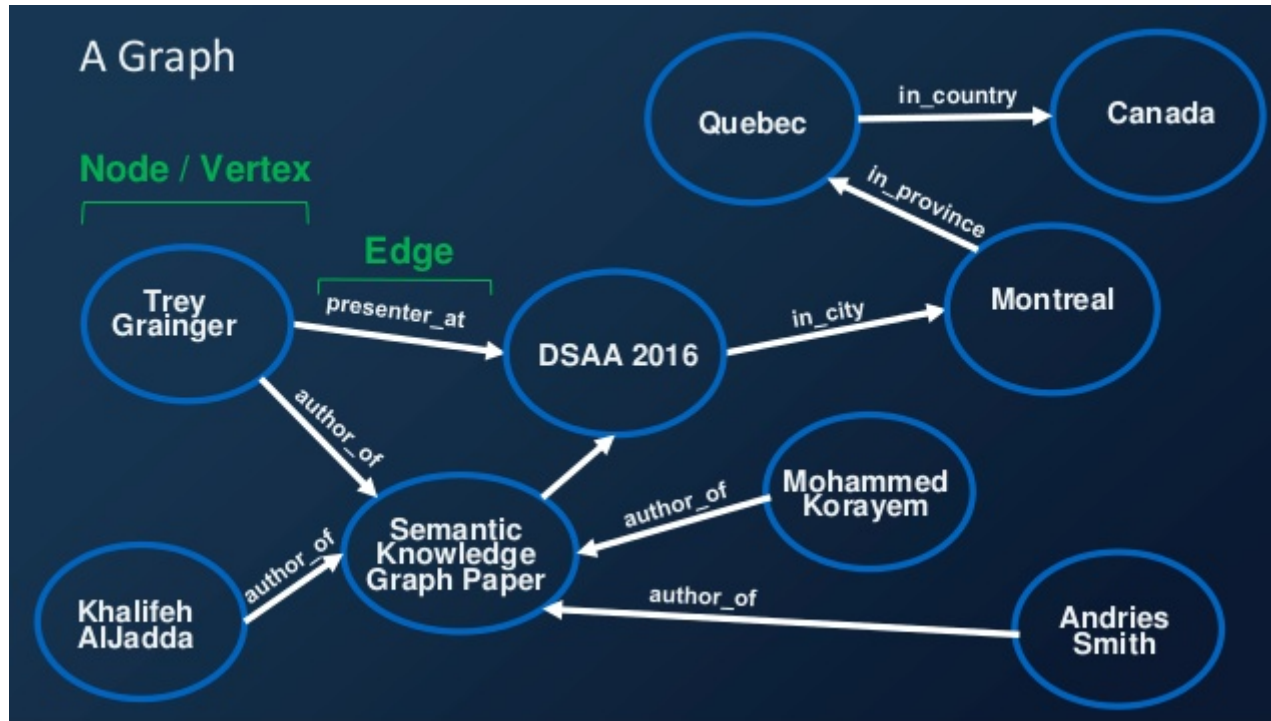 A Graph
Node / Vertex
Edge
Quebec
in_country
Canada
in_province
Trey
Grainger
presenter_at
DSAA 2016
in_city
Montreal
author_of
Semantic
Knowledge
Graph Paper
author_of
Mohammed
Korayem
Khalifeh
AlJadda
author_of
author_of
Andries
Smith